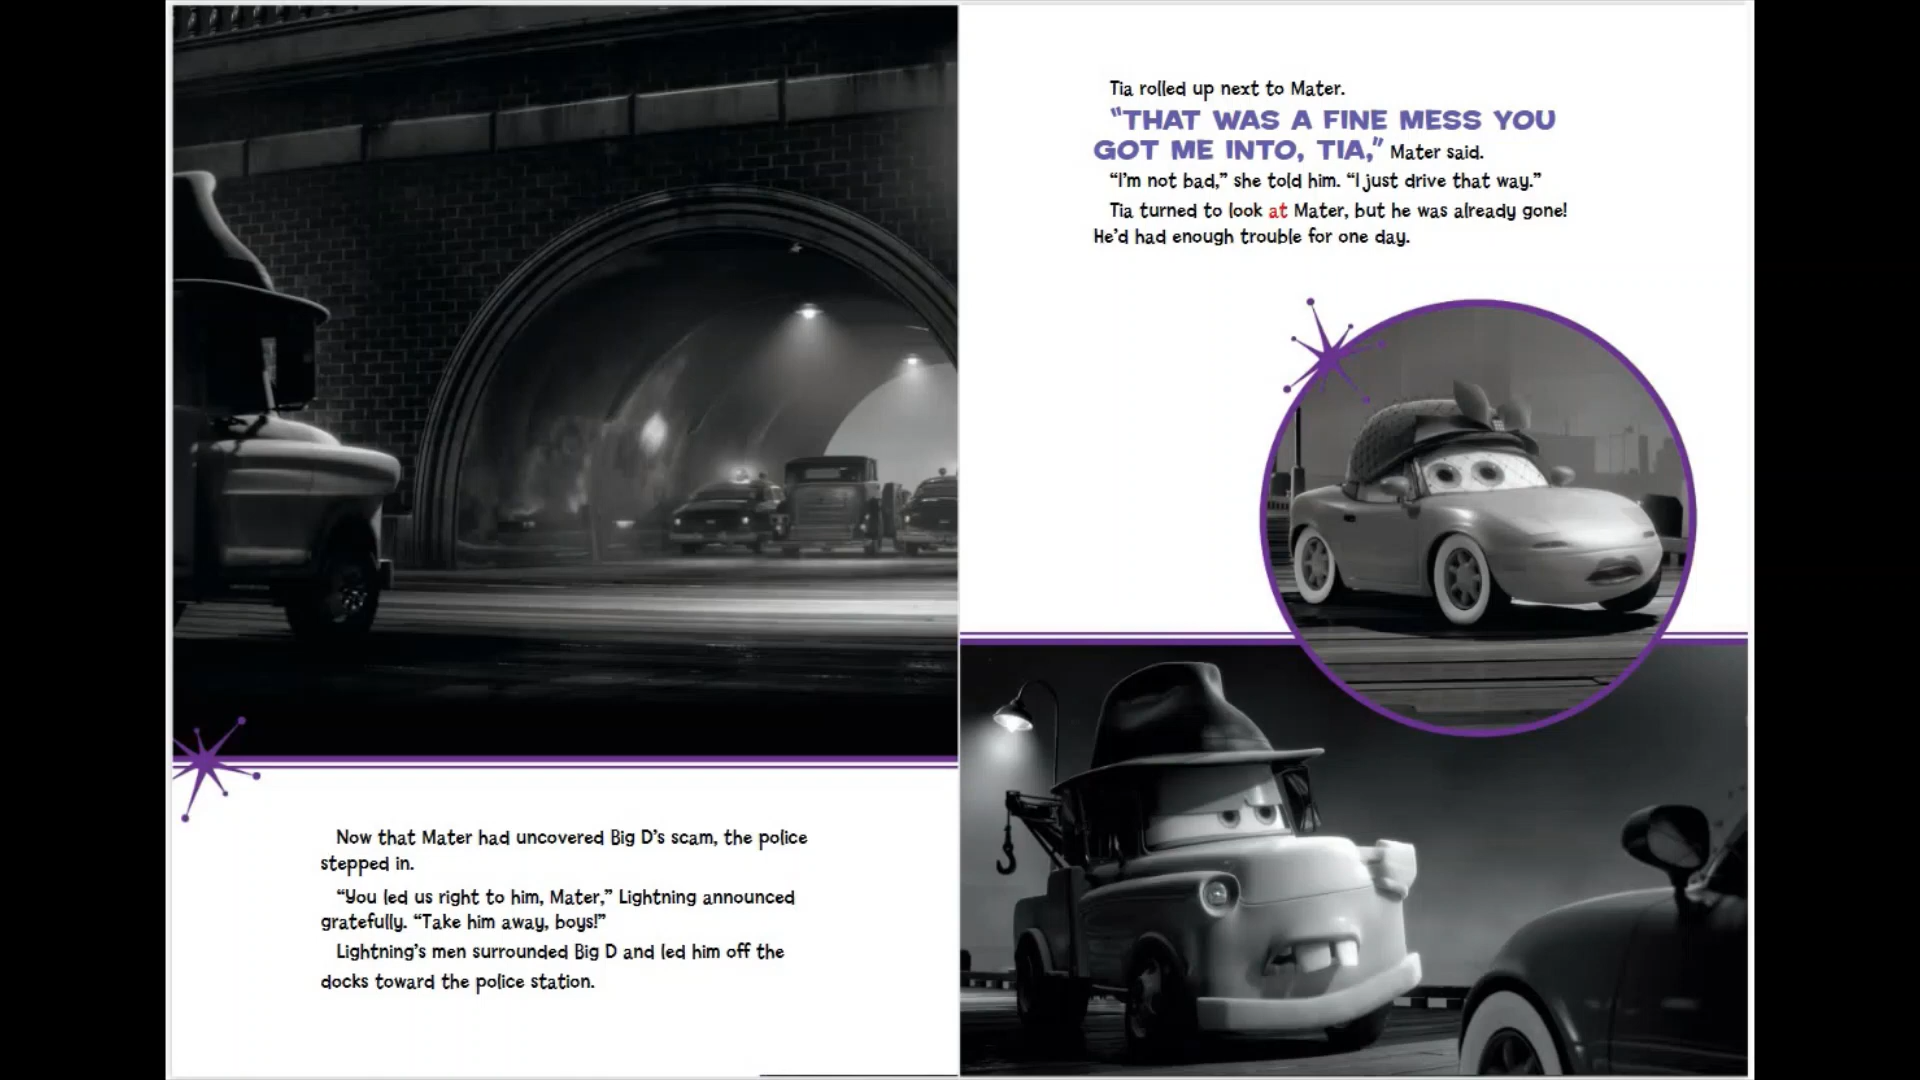 Now that Mater had uncovered Big D’s scam, the police
stepped in.
“You led us right to him, Mater,” Lightning announced
gratefully. “Take him away, boys!”
Lightning’s men surrounded Big D and led him off the
docks toward the police station.
Tia rolled up next to Mater.
“THAT WAS A FINE MESS YOU
GOT ME INTO, TIA,” Mater said.
“I’m not bad,” she told him. “I just drive that way.”
Tia turned to look at Mater, but he was already gone!
He’d had enough trouble for one day.